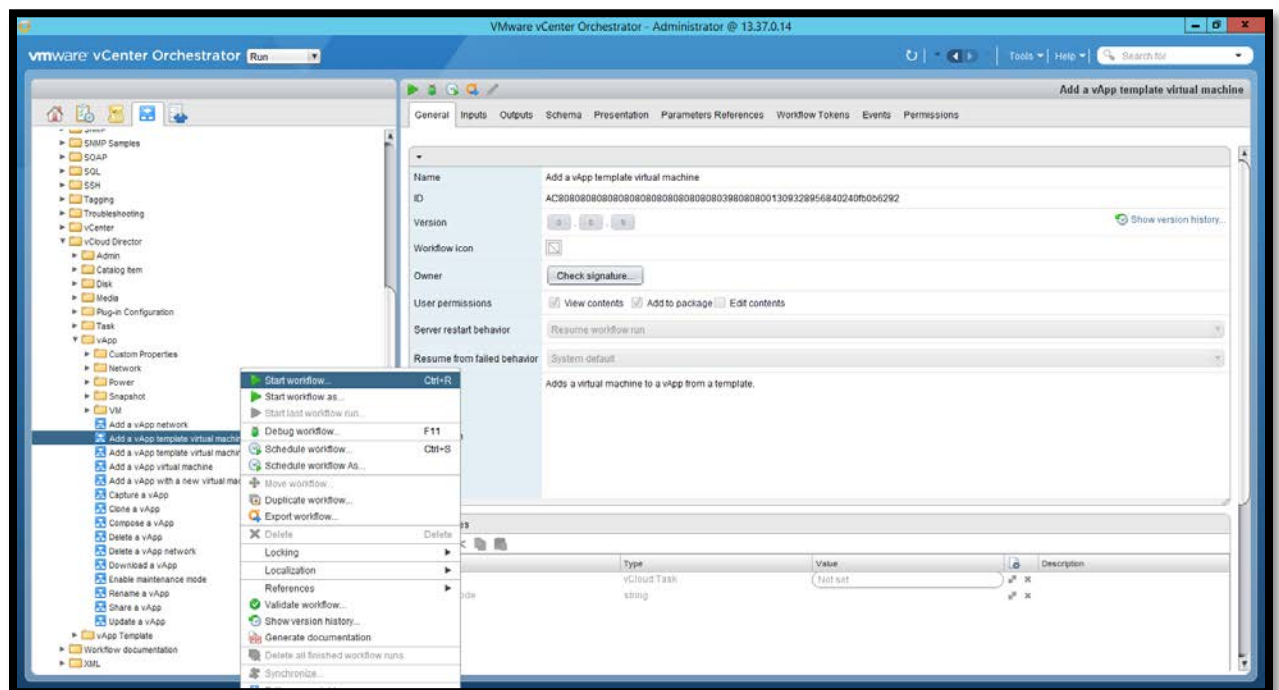 VMware vCenter Orchestrator - Administrator @ 13.37.0.14
vmware vCenter Orchestrator Run
Tools Help Search for
Add a vApp template virtual machine
General Inputs Outputs Schema Presentation Parameters References Workflow Tokens Events Permissions
SNMP
SNMP Samples
SOAP
SQL
SSH
Tagging
Troubleshooting
vCenter
vCloud Director
Admin
Catalog Item
Disk
Media
Plug-in Configuration
Task
vApp
Custom Properties
Network
Power
Snapshot
VM
Add a vApp network
Add a vApp template virtual machin
Add a vApp template virtual machin
Add a vApp virtual machine
Add a vApp with a new virtual mac
Capture a vApp
Clone a vApp
Compose a vApp
Delete a vApp
Delete a vApp network
Download a vApp
Enable maintenance mode
Rename a vApp
Share a vApp
Update a vApp
vApp Template
Workflow documentation
XML
Start workflow... Ctrl+R
Start workflow as...
Start last workflow run...
Debug workflow... F11
Schedule workflow... Ctrl+S
Schedule workflow As...
Move workflow...
Duplicate workflow...
Export workflow...
Delete Delete
Locking
Localization
References
Validate workflow...
Show version history...
Generate documentation
Delete all finished workflow runs
Synchronize...
Name Add a vApp template virtual machine
ID
Version 0 . 0 . Show version history...
Workflow icon
Owner Check signature...
User permissions View contents Add to package Edit contents
Server restart behavior Resume workflow run
Resume from failed behavior System default
Adds a virtual machine to a vApp from a template.
es
Type Value Description
vCloud:Task (Not set)
ode string